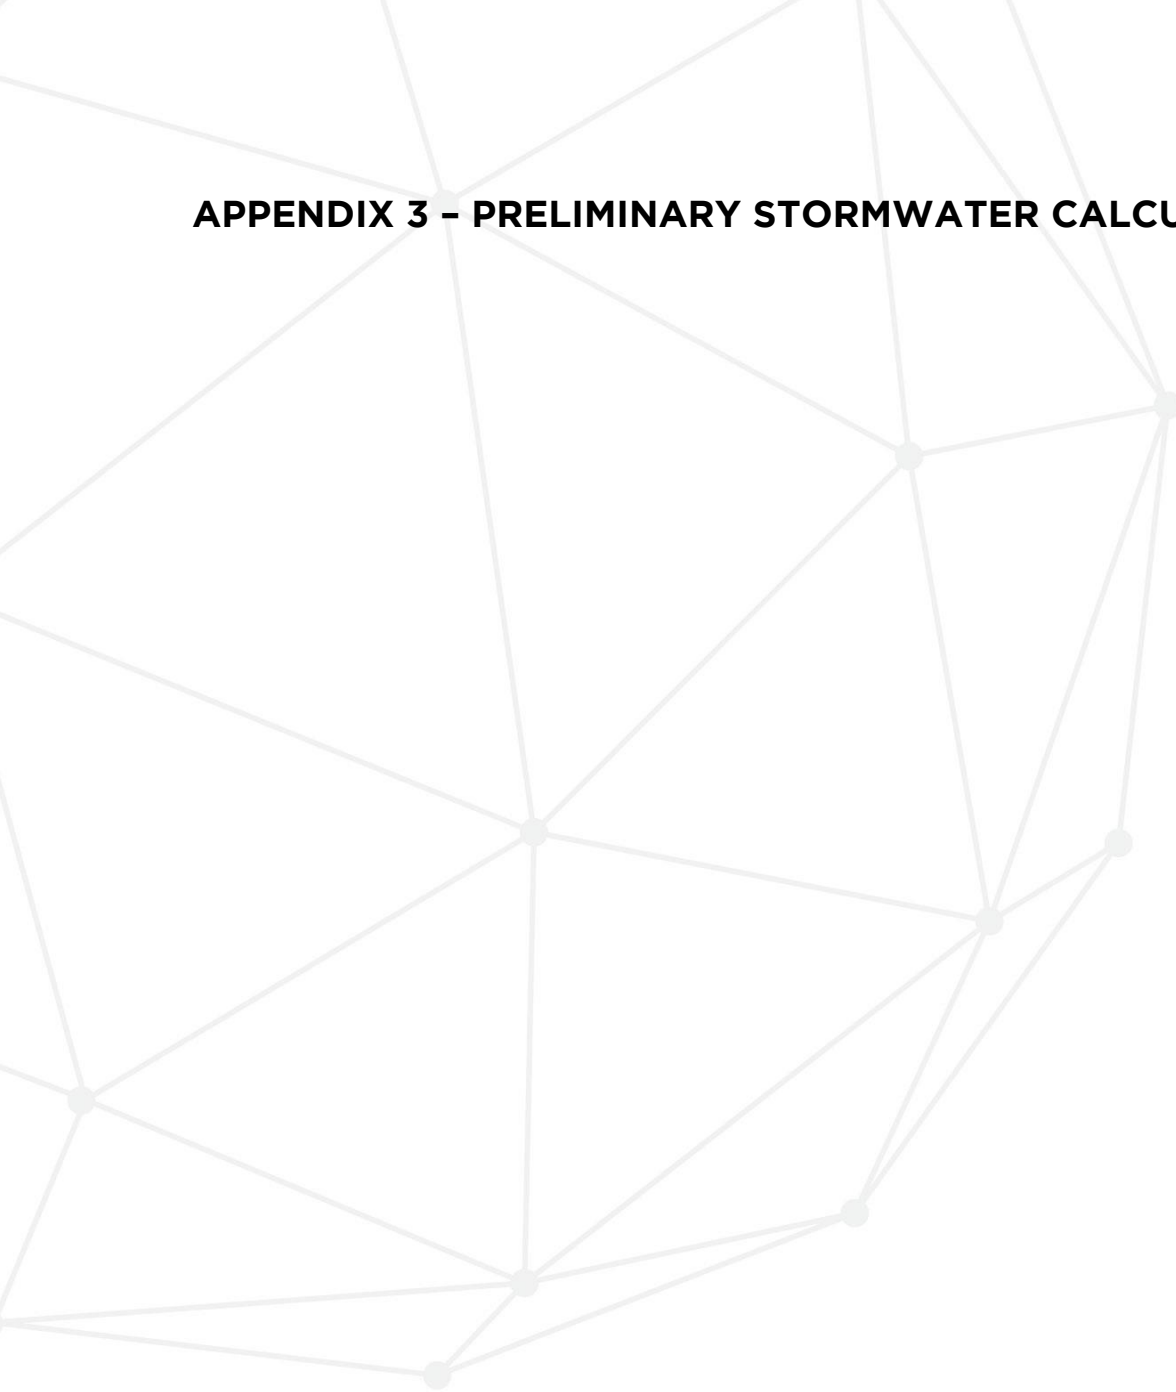 APPENDIX 3 – PRELIMINARY STORMWATER CALCU